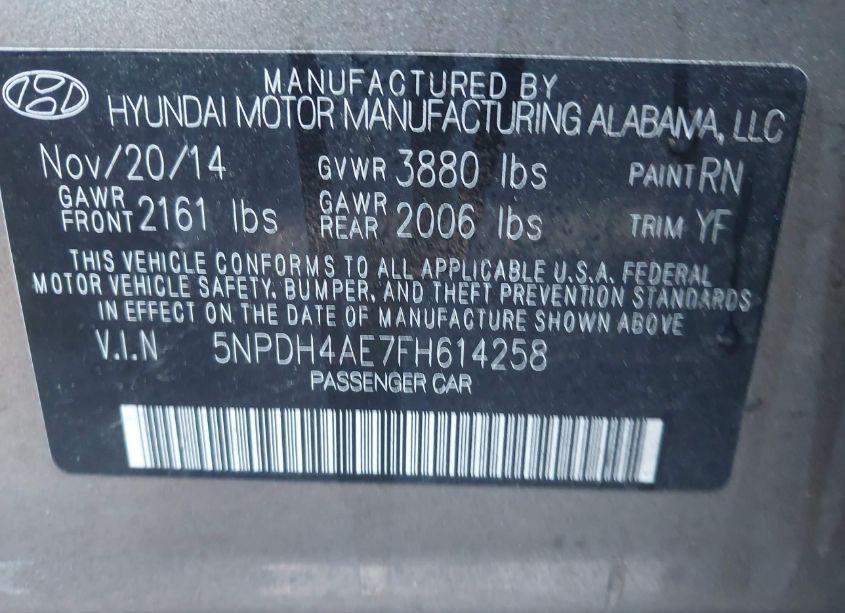 MANUFACTURED BY
HYUNDAI MOTOR MANUFACTURING ALABAMA, LLC
Nov/20/14 GVWR 3880 lbs PAINT RN
GAWR FRONT 2161 lbs GAWR REAR 2006 lbs TRIM YF
THIS VEHICLE CONFORMS TO ALL APPLICABLE U.S.A. FEDERAL
MOTOR VEHICLE SAFETY, BUMPER, AND THEFT PREVENTION STANDARDS
IN EFFECT ON THE DATE OF MANUFACTURE SHOWN ABOVE
V.I.N 5NPDH4AE7FH614258
PASSENGER CAR